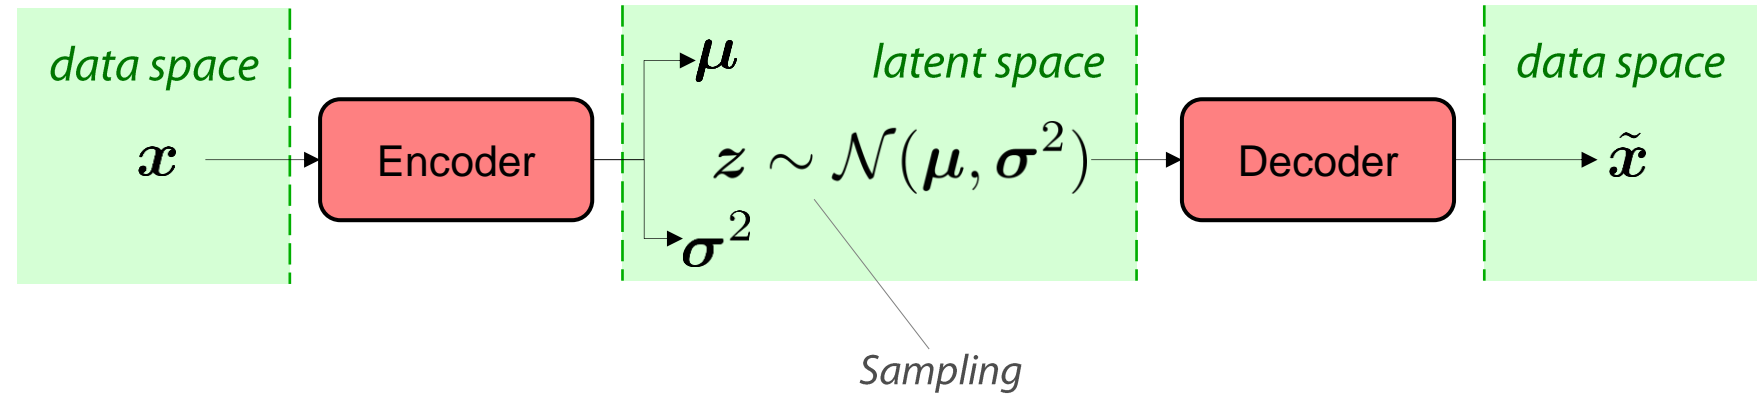 data space
x
Encoder
μ
latent space
z ∼ 𝒩(μ, σ²)
σ²
Sampling
Decoder
data space
x̃